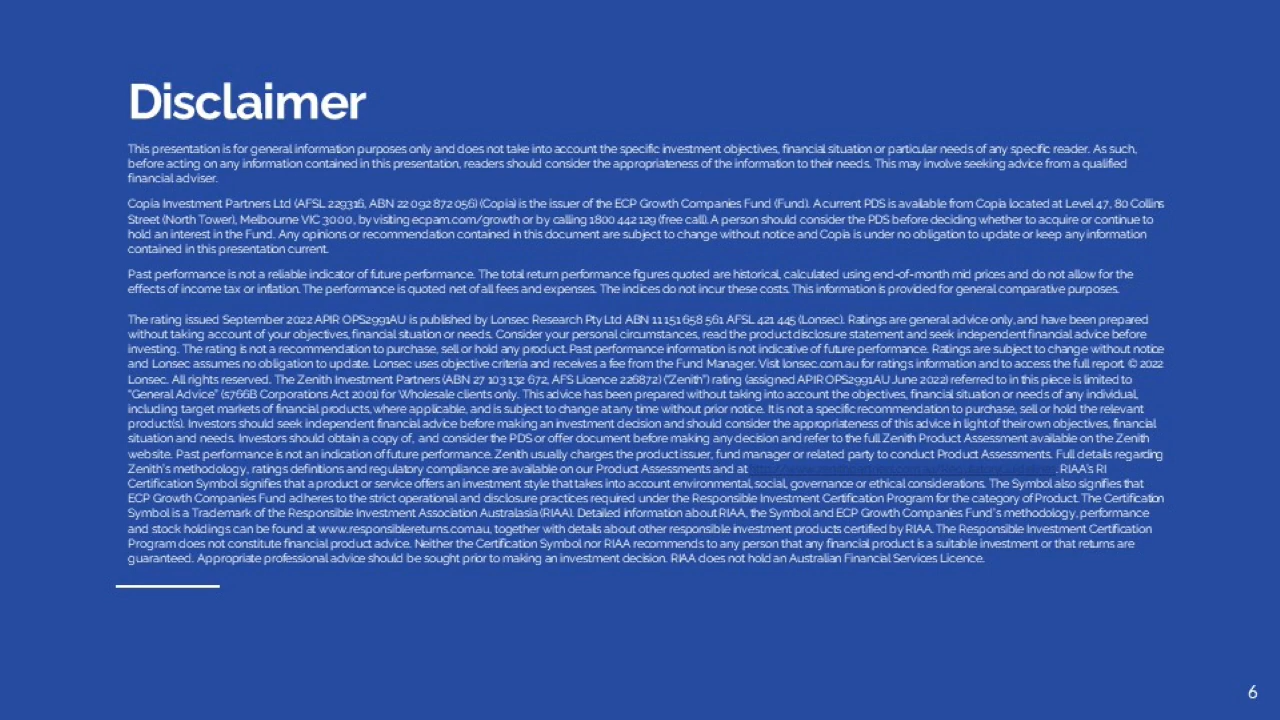 Disclaimer
This presentation is for general information purposes only and does not take into account the specific investment objectives, financial situation or particular needs of any specific reader. As such,
before acting on any information contained in this presentation, readers should consider the appropriateness of the information to their needs. This may involve seeking advice from a qualified
financial adviser.
Copia Investment Partners Ltd (AFSL 229316, ABN 22 092 872 056) (Copia) is the issuer of the ECP Growth Companies Fund (Fund). A current PDS is available from Copia located at Level 47, 80 Collins
Street (North Tower), Melbourne VIC 3000, by visiting ecpam.com/growth or by calling 1800 442 129 (free call). A person should consider the PDS before deciding whether to acquire or continue to
hold an interest in the Fund. Any opinions or recommendation contained in this document are subject to change without notice and Copia is under no obligation to update or keep any information
contained in this presentation current.
Past performance is not a reliable indicator of future performance. The total return performance figures quoted are historical, calculated using end-of-month mid prices and do not allow for the
effects of income tax or inflation. The performance is quoted net of all fees and expenses. The indices do not incur these costs. This information is provided for general comparative purposes.
The rating issued September 2022 APIR OPS2991AU is published by Lonsec Research Pty Ltd ABN 11 151 658 561 AFSL 421 445 (Lonsec). Ratings are general advice only, and have been prepared
without taking account of your objectives, financial situation or needs. Consider your personal circumstances, read the product disclosure statement and seek independent financial advice before
investing. The rating is not a recommendation to purchase, sell or hold any product. Past performance information is not indicative of future performance. Ratings are subject to change without notice
and Lonsec assumes no obligation to update. Lonsec uses objective criteria and receives a fee from the Fund Manager. Visit lonsec.com.au for ratings information and to access the full report. © 2022
Lonsec. All rights reserved. The Zenith Investment Partners (ABN 27 103 132 672, AFS Licence 226872) ("Zenith") rating (assigned APIR OPS2991AU June 2022) referred to in this piece is limited to
"General Advice" (s766B Corporations Act 2001) for Wholesale clients only. This advice has been prepared without taking into account the objectives, financial situation or needs of any individual,
including target markets of financial products, where applicable, and is subject to change at any time without prior notice. It is not a specific recommendation to purchase, sell or hold the relevant
product(s). Investors should seek independent financial advice before making an investment decision and should consider the appropriateness of this advice in light of their own objectives, financial
situation and needs. Investors should obtain a copy of, and consider the PDS or offer document before making any decision and refer to the full Zenith Product Assessment available on the Zenith
website. Past performance is not an indication of future performance. Zenith usually charges the product issuer, fund manager or related party to conduct Product Assessments. Full details regarding
Zenith's methodology, ratings definitions and regulatory compliance are available on our Product Assessments and at . RIAA's RI
Certification Symbol signifies that a product or service offers an investment style that takes into account environmental, social, governance or ethical considerations. The Symbol also signifies that
ECP Growth Companies Fund adheres to the strict operational and disclosure practices required under the Responsible Investment Certification Program for the category of Product. The Certification
Symbol is a Trademark of the Responsible Investment Association Australasia (RIAA). Detailed information about RIAA, the Symbol and ECP Growth Companies Fund's methodology, performance
and stock holdings can be found at www.responsiblereturns.com.au, together with details about other responsible investment products certified by RIAA. The Responsible Investment Certification
Program does not constitute financial product advice. Neither the Certification Symbol nor RIAA recommends to any person that any financial product is a suitable investment or that returns are
guaranteed. Appropriate professional advice should be sought prior to making an investment decision. RIAA does not hold an Australian Financial Services Licence.
6